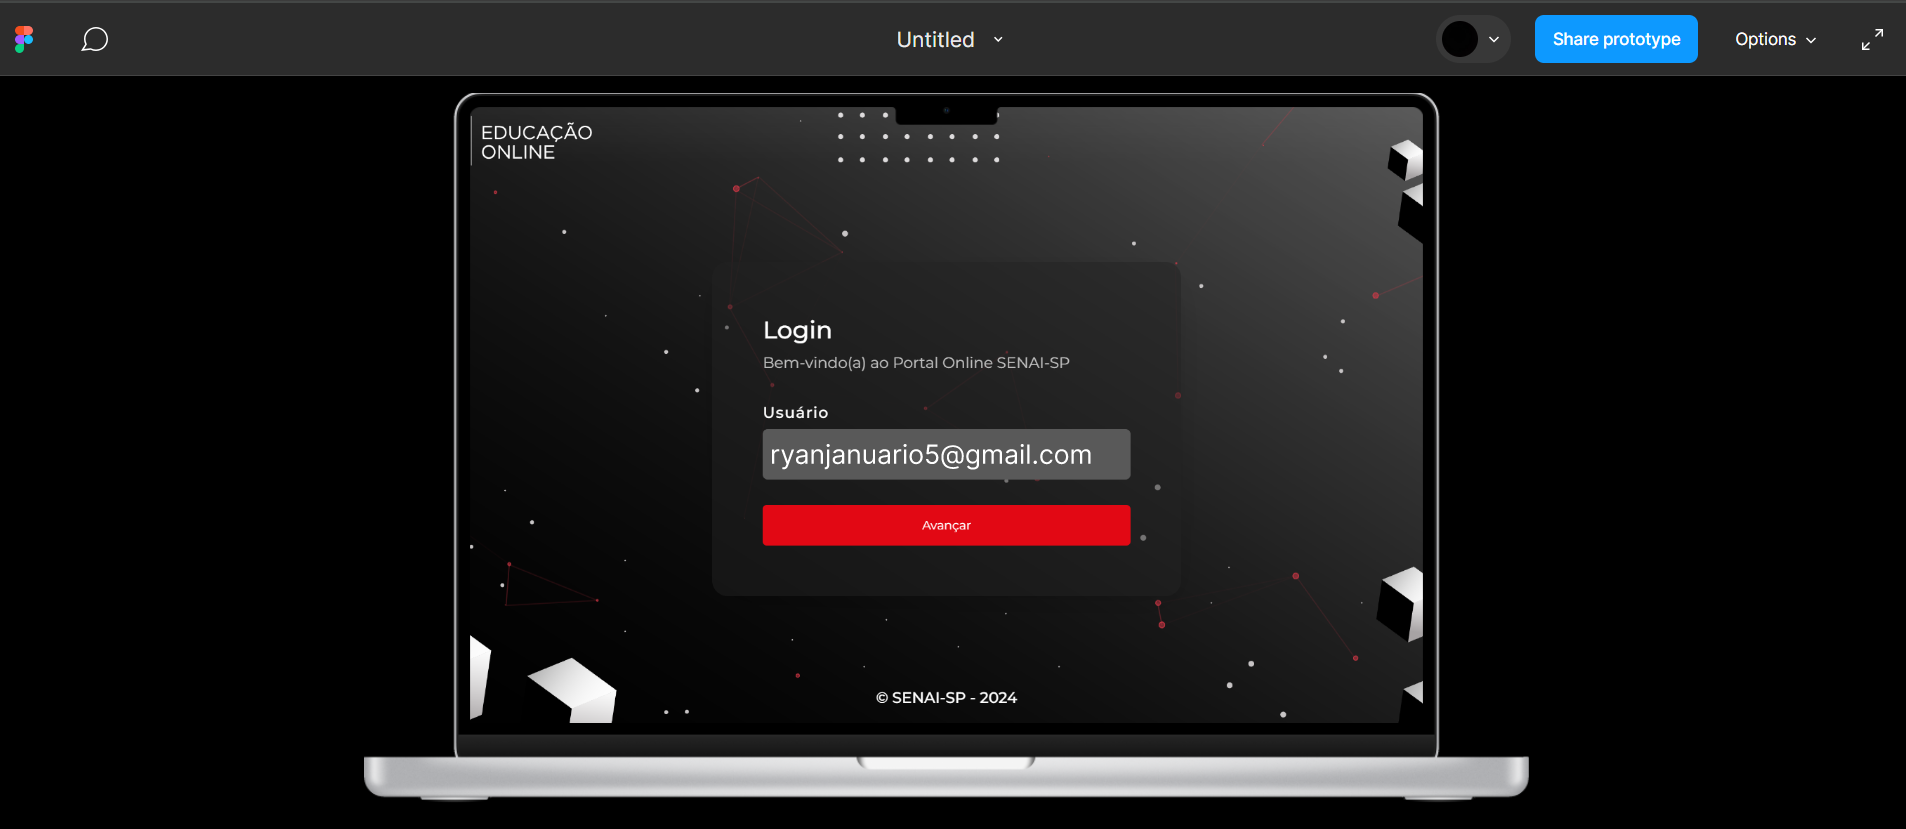 Untitled
Share prototype
Options
EDUCAÇÃO
ONLINE
Login
Bem-vindo(a) ao Portal Online SENAI-SP
Usuário
ryanjanuario5@gmail.com
Avançar
© SENAI-SP - 2024